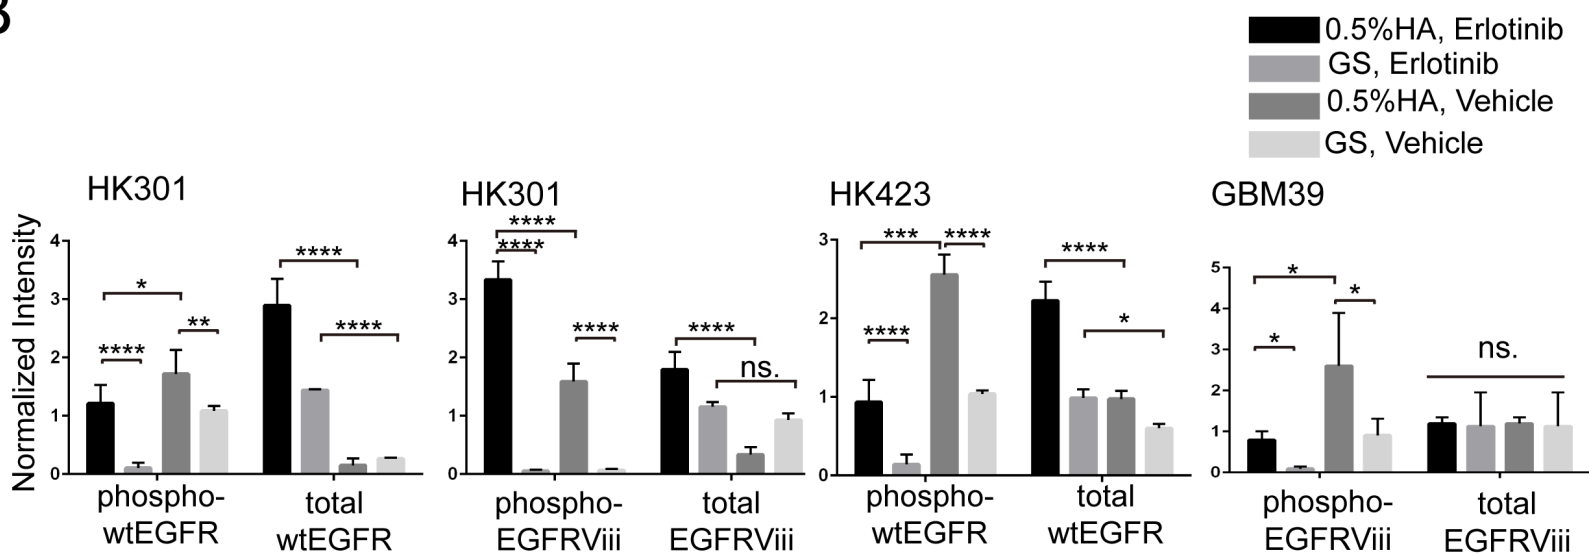 B
0.5%HA, Erlotinib
GS, Erlotinib
0.5%HA, Vehicle
GS, Vehicle
Normalized Intensity
HK301
4
3
2
1
0
****
*
**
****
****
phospho-
wtEGFR
total
wtEGFR
HK301
4
3
2
1
0
****
****
****
****
ns.
phospho-
EGFRViii
total
EGFRViii
HK423
3
2
1
0
***
****
****
****
*
phospho-
wtEGFR
total
wtEGFR
GBM39
5
4
3
2
1
0
*
*
*
ns.
phospho-
EGFRViii
total
EGFRViii